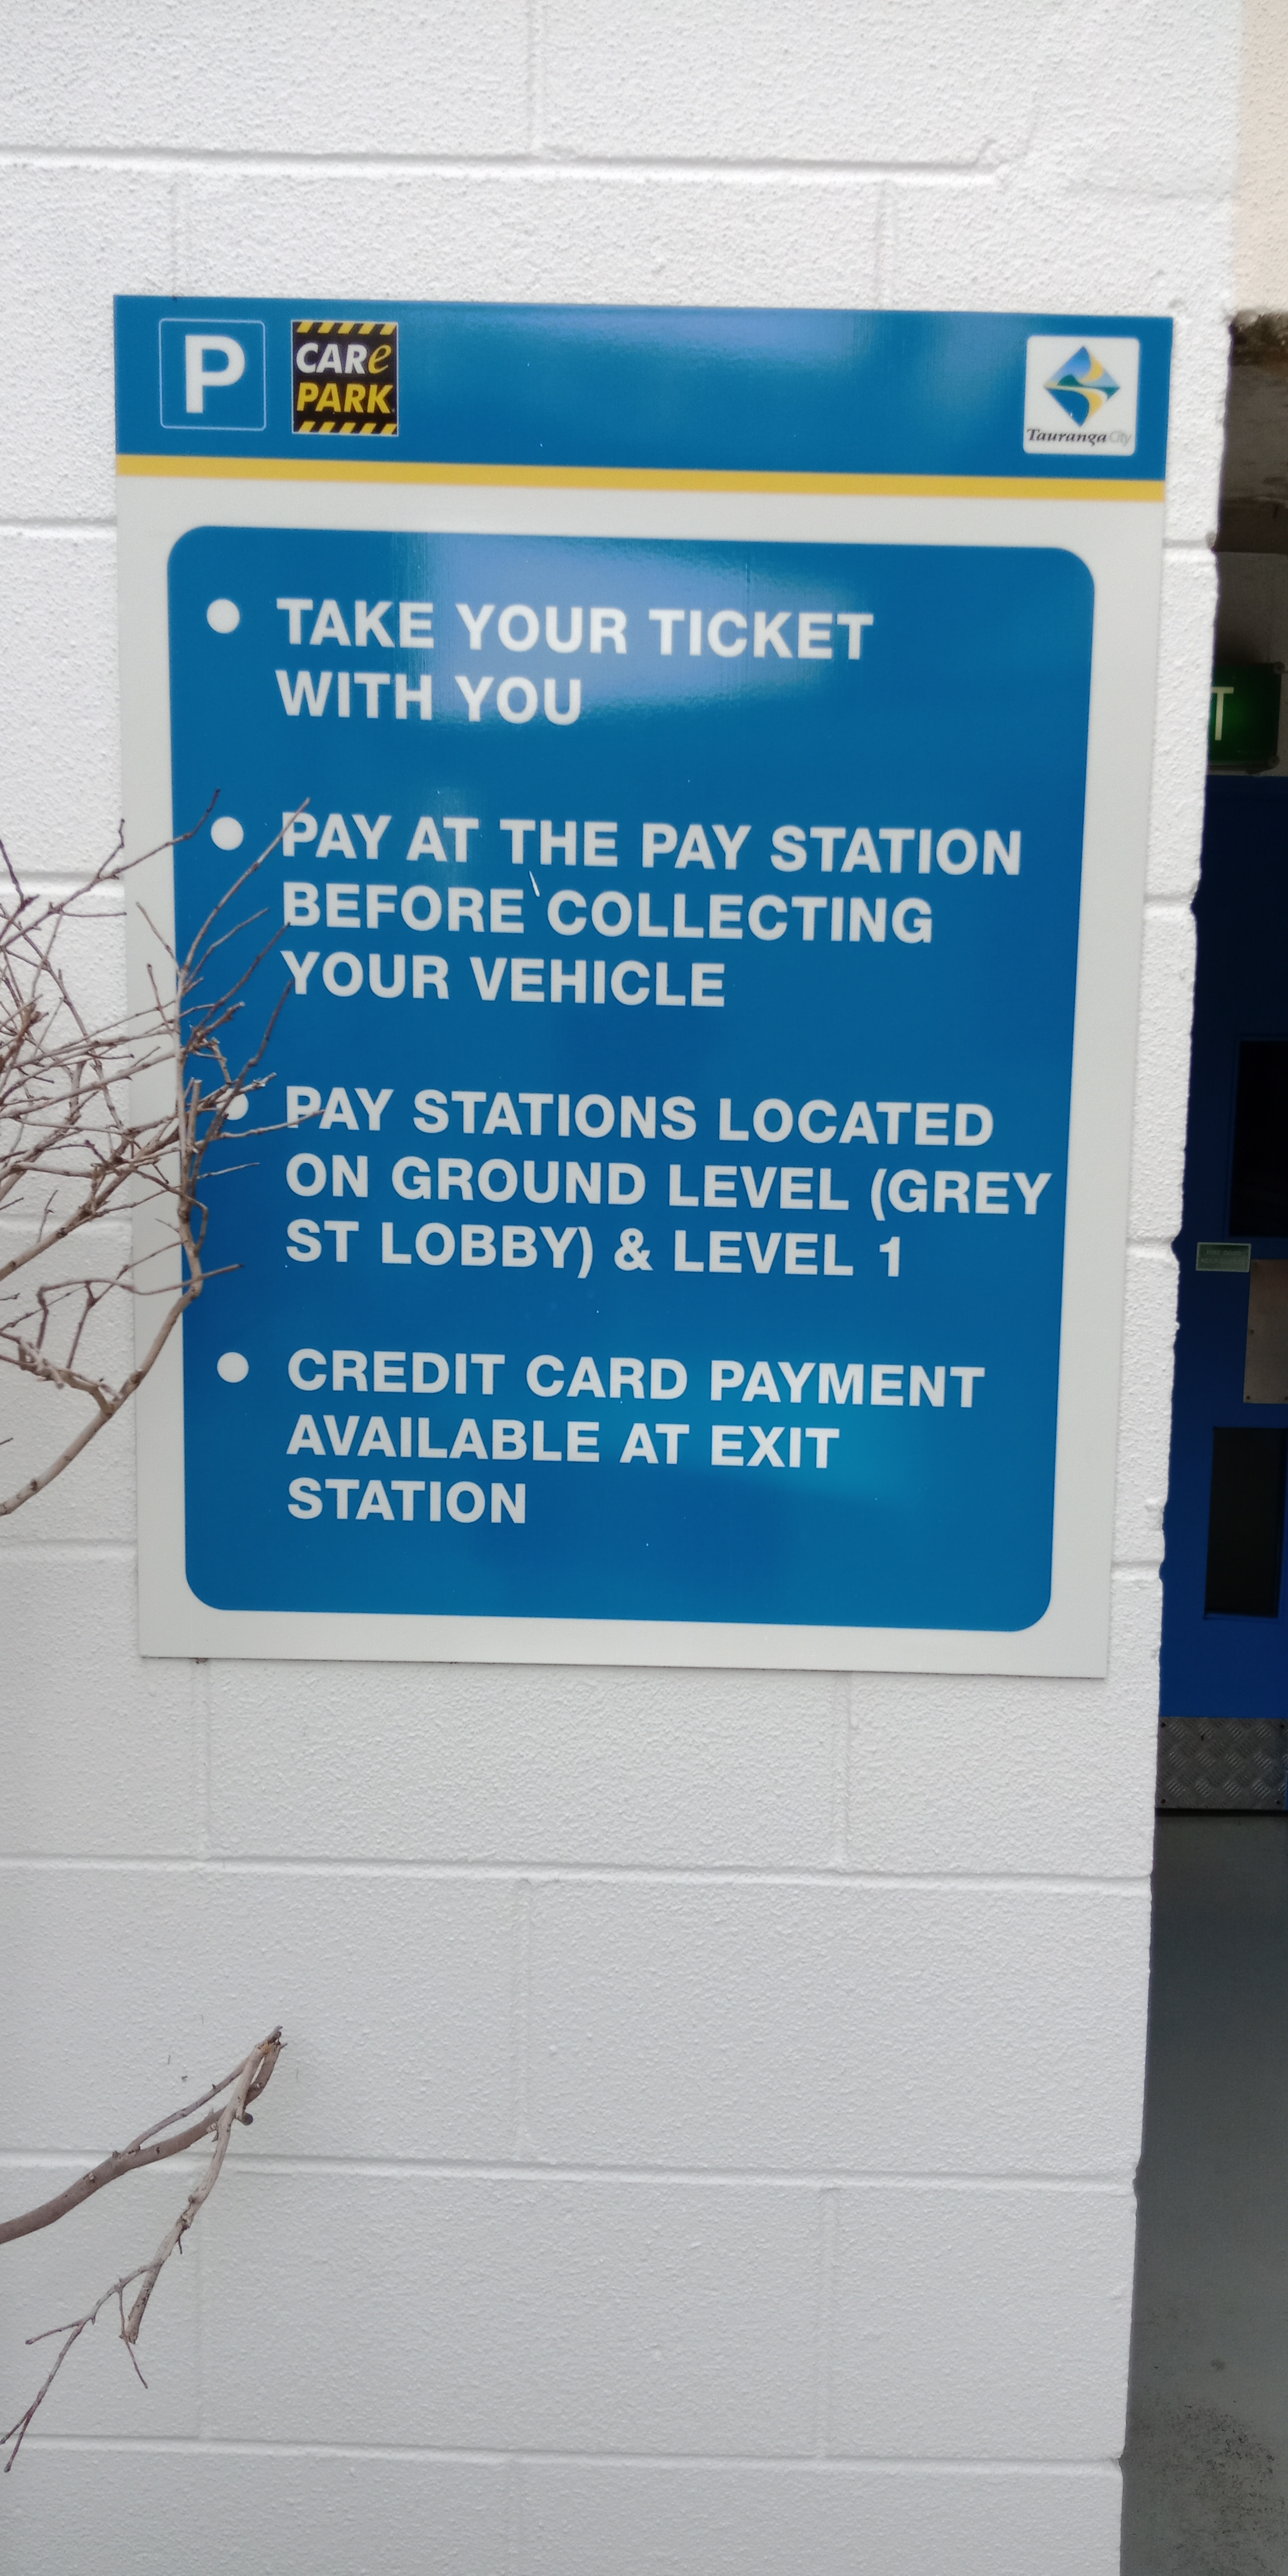 P
CARe
PARK
Tauranga City
TAKE YOUR TICKET
WITH YOU
PAY AT THE PAY STATION
BEFORE COLLECTING
YOUR VEHICLE
PAY STATIONS LOCATED
ON GROUND LEVEL (GREY
ST LOBBY) & LEVEL 1
CREDIT CARD PAYMENT
AVAILABLE AT EXIT
STATION